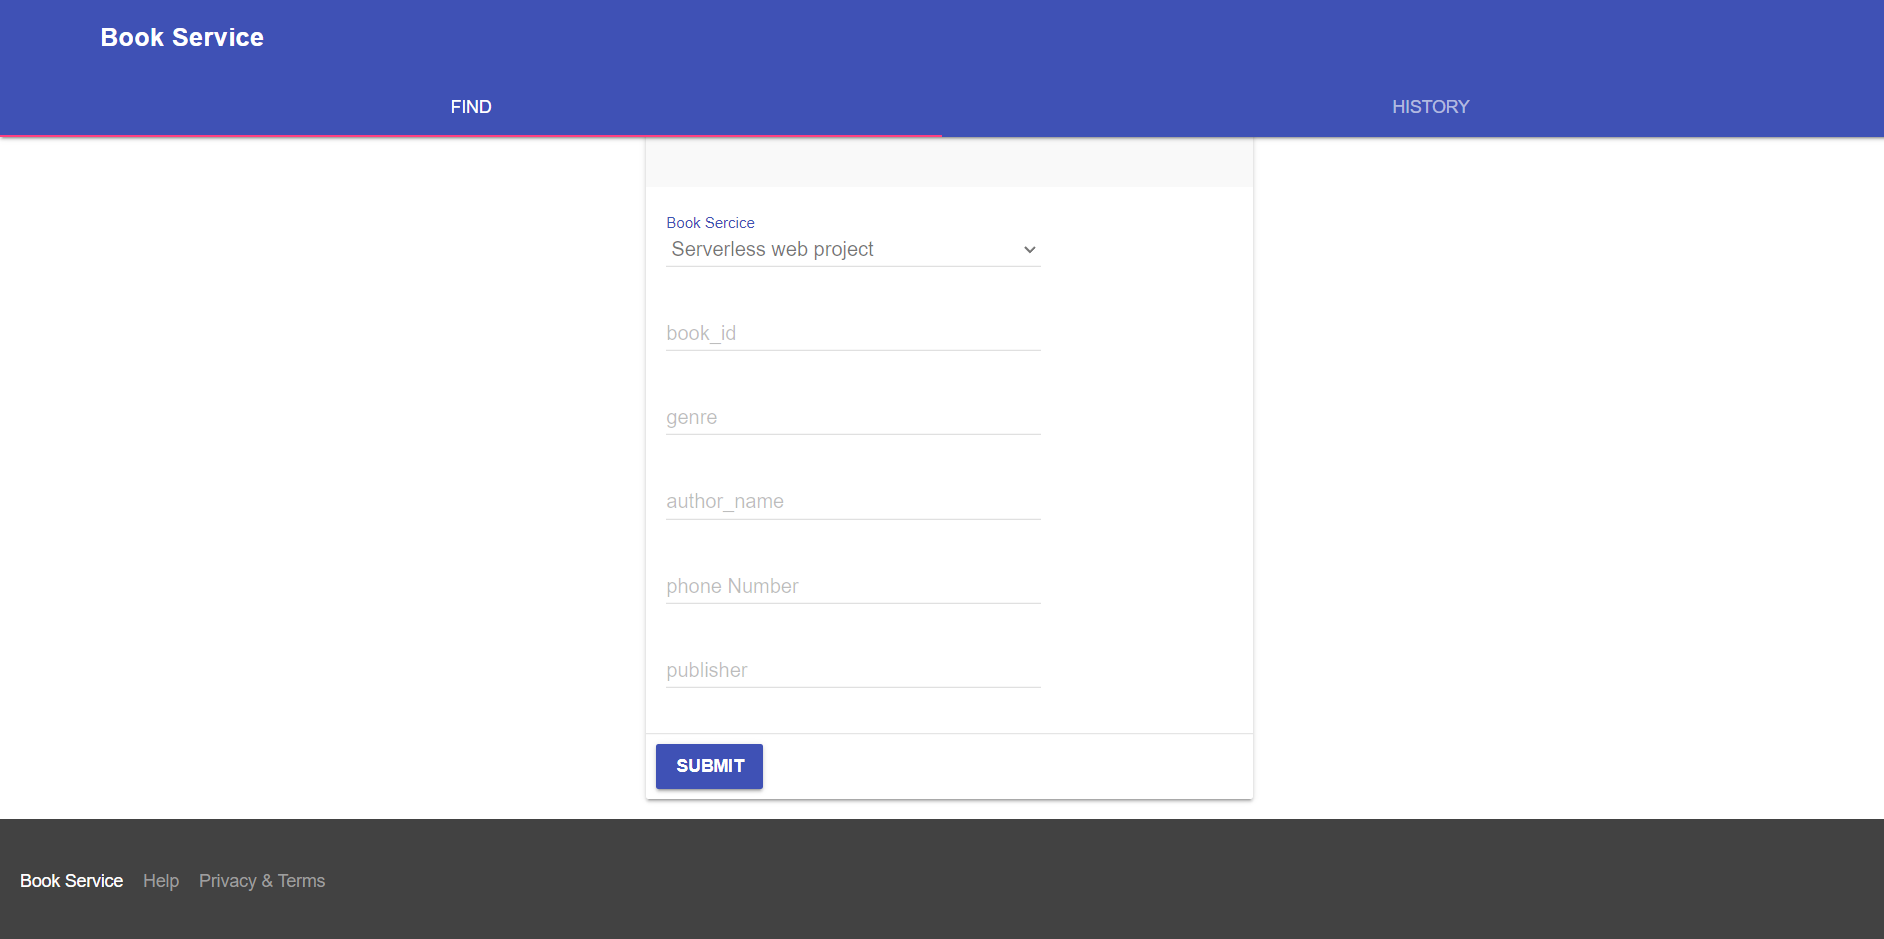 Book Service
FIND HISTORY
Book Sercice
Serverless web project
book_id
genre
author_name
phone Number
publisher
SUBMIT
Book Service Help Privacy & Terms